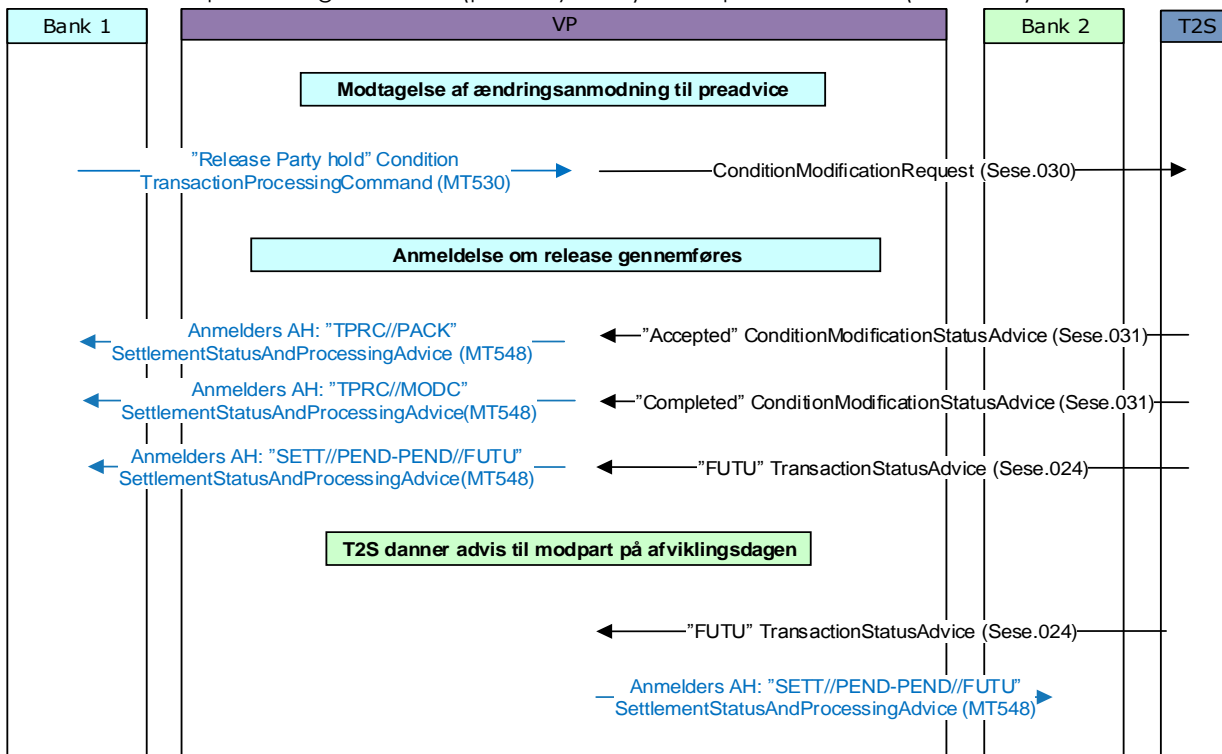 Bank 1
VP
Bank 2
T2S
Modtagelse af ændringsanmodning til preadvice
”Release Party hold” Condition
TransactionProcessingCommand (MT530)
ConditionModificationRequest (Sese.030)
Anmeldelse om release gennemføres
Anmelders AH: ”TPRC//PACK”
SettlementStatusAndProcessingAdvice (MT548)
”Accepted” ConditionModificationStatusAdvice (Sese.031)
Anmelders AH: ”TPRC//MODC”
SettlementStatusAndProcessingAdvice(MT548)
”Completed” ConditionModificationStatusAdvice (Sese.031)
Anmelders AH: ”SETT//PEND-PEND//FUTU”
SettlementStatusAndProcessingAdvice(MT548)
”FUTU” TransactionStatusAdvice (Sese.024)
T2S danner advis til modpart på afviklingsdagen
”FUTU” TransactionStatusAdvice (Sese.024)
Anmelders AH: ”SETT//PEND-PEND//FUTU”
SettlementStatusAndProcessingAdvice (MT548)